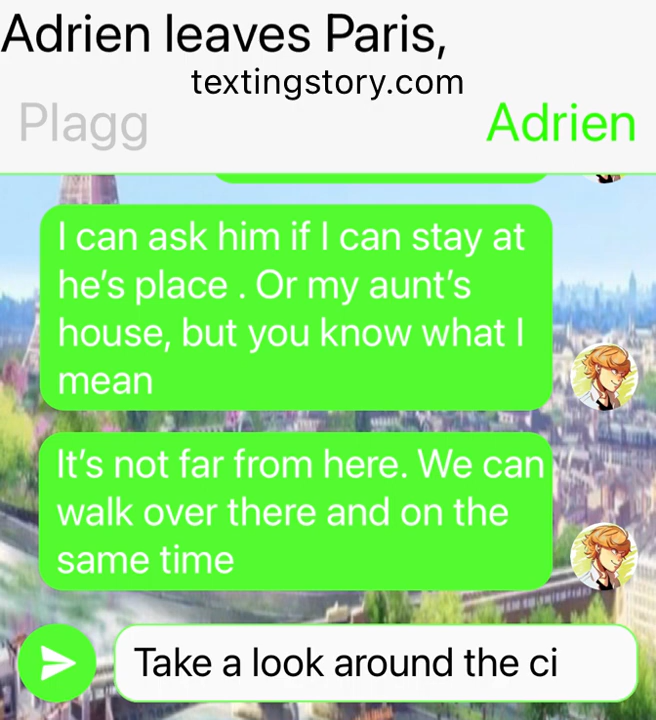 Adrien leaves Paris,
textingstory.com
Plagg
Adrien
I can ask him if I can stay at
he's place . Or my aunt's
house, but you know what I
mean
It's not far from here. We can
walk over there and on the
same time
Take a look around the ci